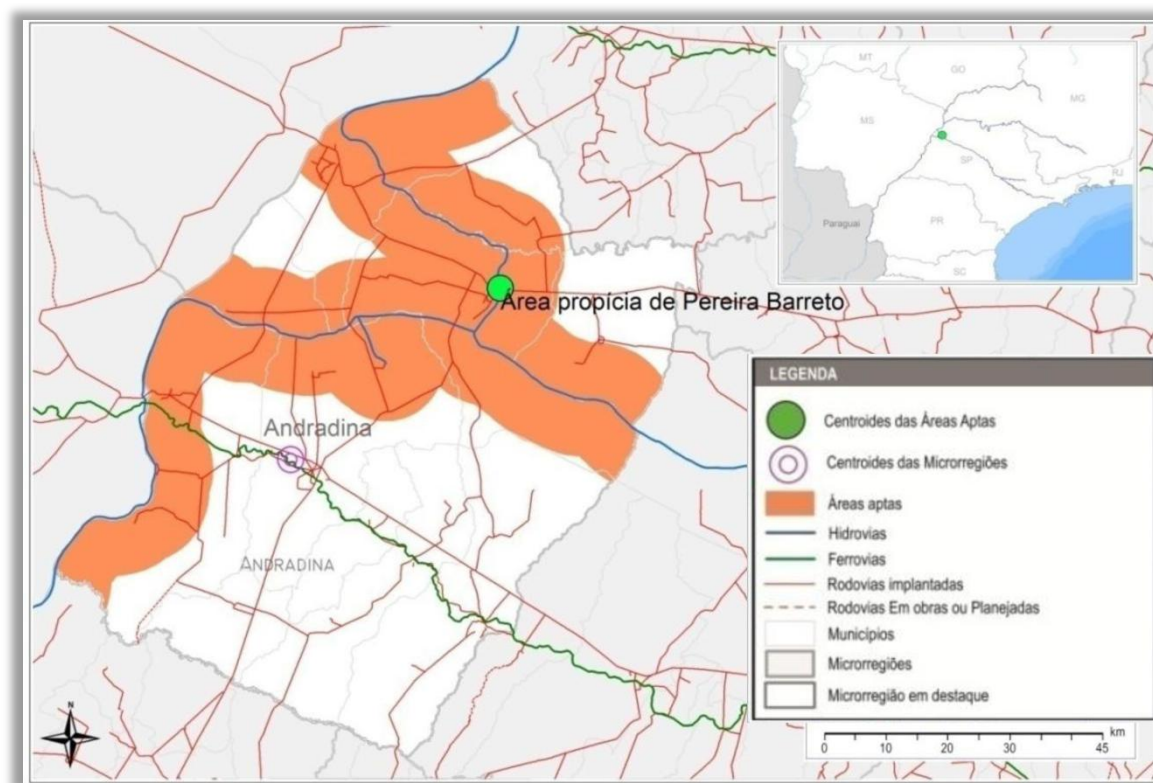 MT
GO
MG
MS
SP
RJ
Paraguai
PR
SC
Área propícia de Pereira Barreto
Andradina
ANDRADINA
LEGENDA
Centroides das Áreas Aptas
Centroides das Microrregiões
Áreas aptas
Hidrovias
Ferrovias
Rodovias implantadas
Rodovias Em obras ou Planejadas
Municípios
Microrregiões
Microrregião em destaque
N
km
0 10 20 30 45